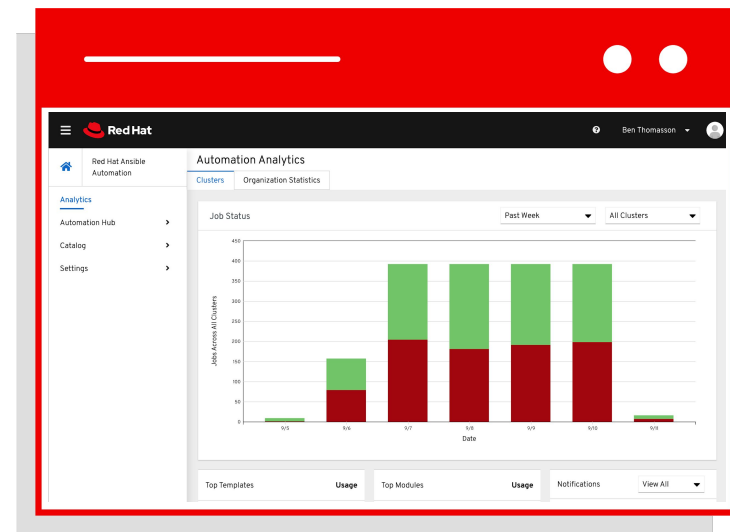 Red Hat
Ben Thomasson
Red Hat Ansible
Automation
Automation Analytics
Clusters
Organization Statistics
Analytics
Automation Hub
Catalog
Settings
Job Status
Past Week
All Clusters
450
400
350
300
250
200
150
100
50
0
Jobs Across All Clusters
9/5
9/6
9/7
9/8
9/9
9/10
9/11
Date
Top Templates
Usage
Top Modules
Usage
Notifications
View All